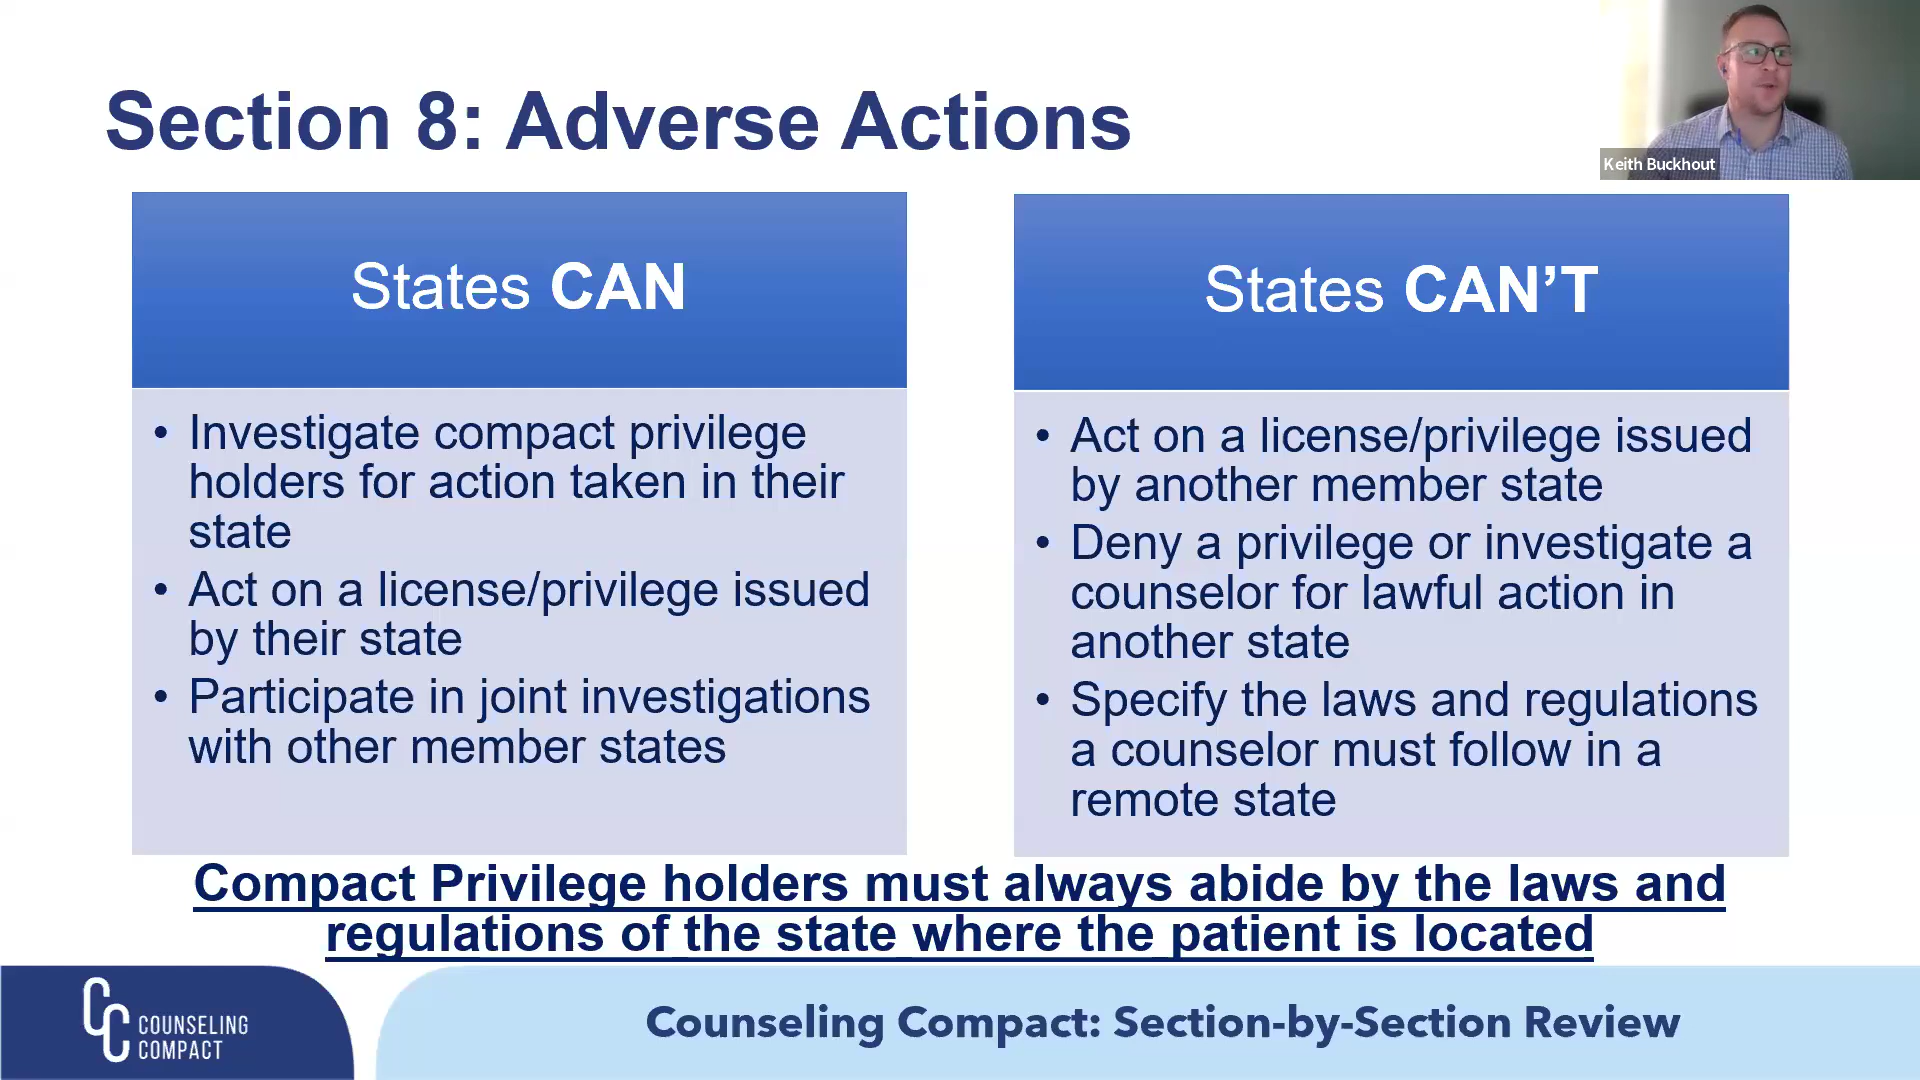 Section 8: Adverse Actions
Keith Buckhout
States CAN
• Investigate compact privilege
holders for action taken in their
state
• Act on a license/privilege issued
by their state
• Participate in joint investigations
with other member states
States CAN’T
• Act on a license/privilege issued
by another member state
• Deny a privilege or investigate a
counselor for lawful action in
another state
• Specify the laws and regulations
a counselor must follow in a
remote state
Compact Privilege holders must always abide by the laws and
regulations of the state where the patient is located
CC COUNSELING
COMPACT
Counseling Compact: Section-by-Section Review